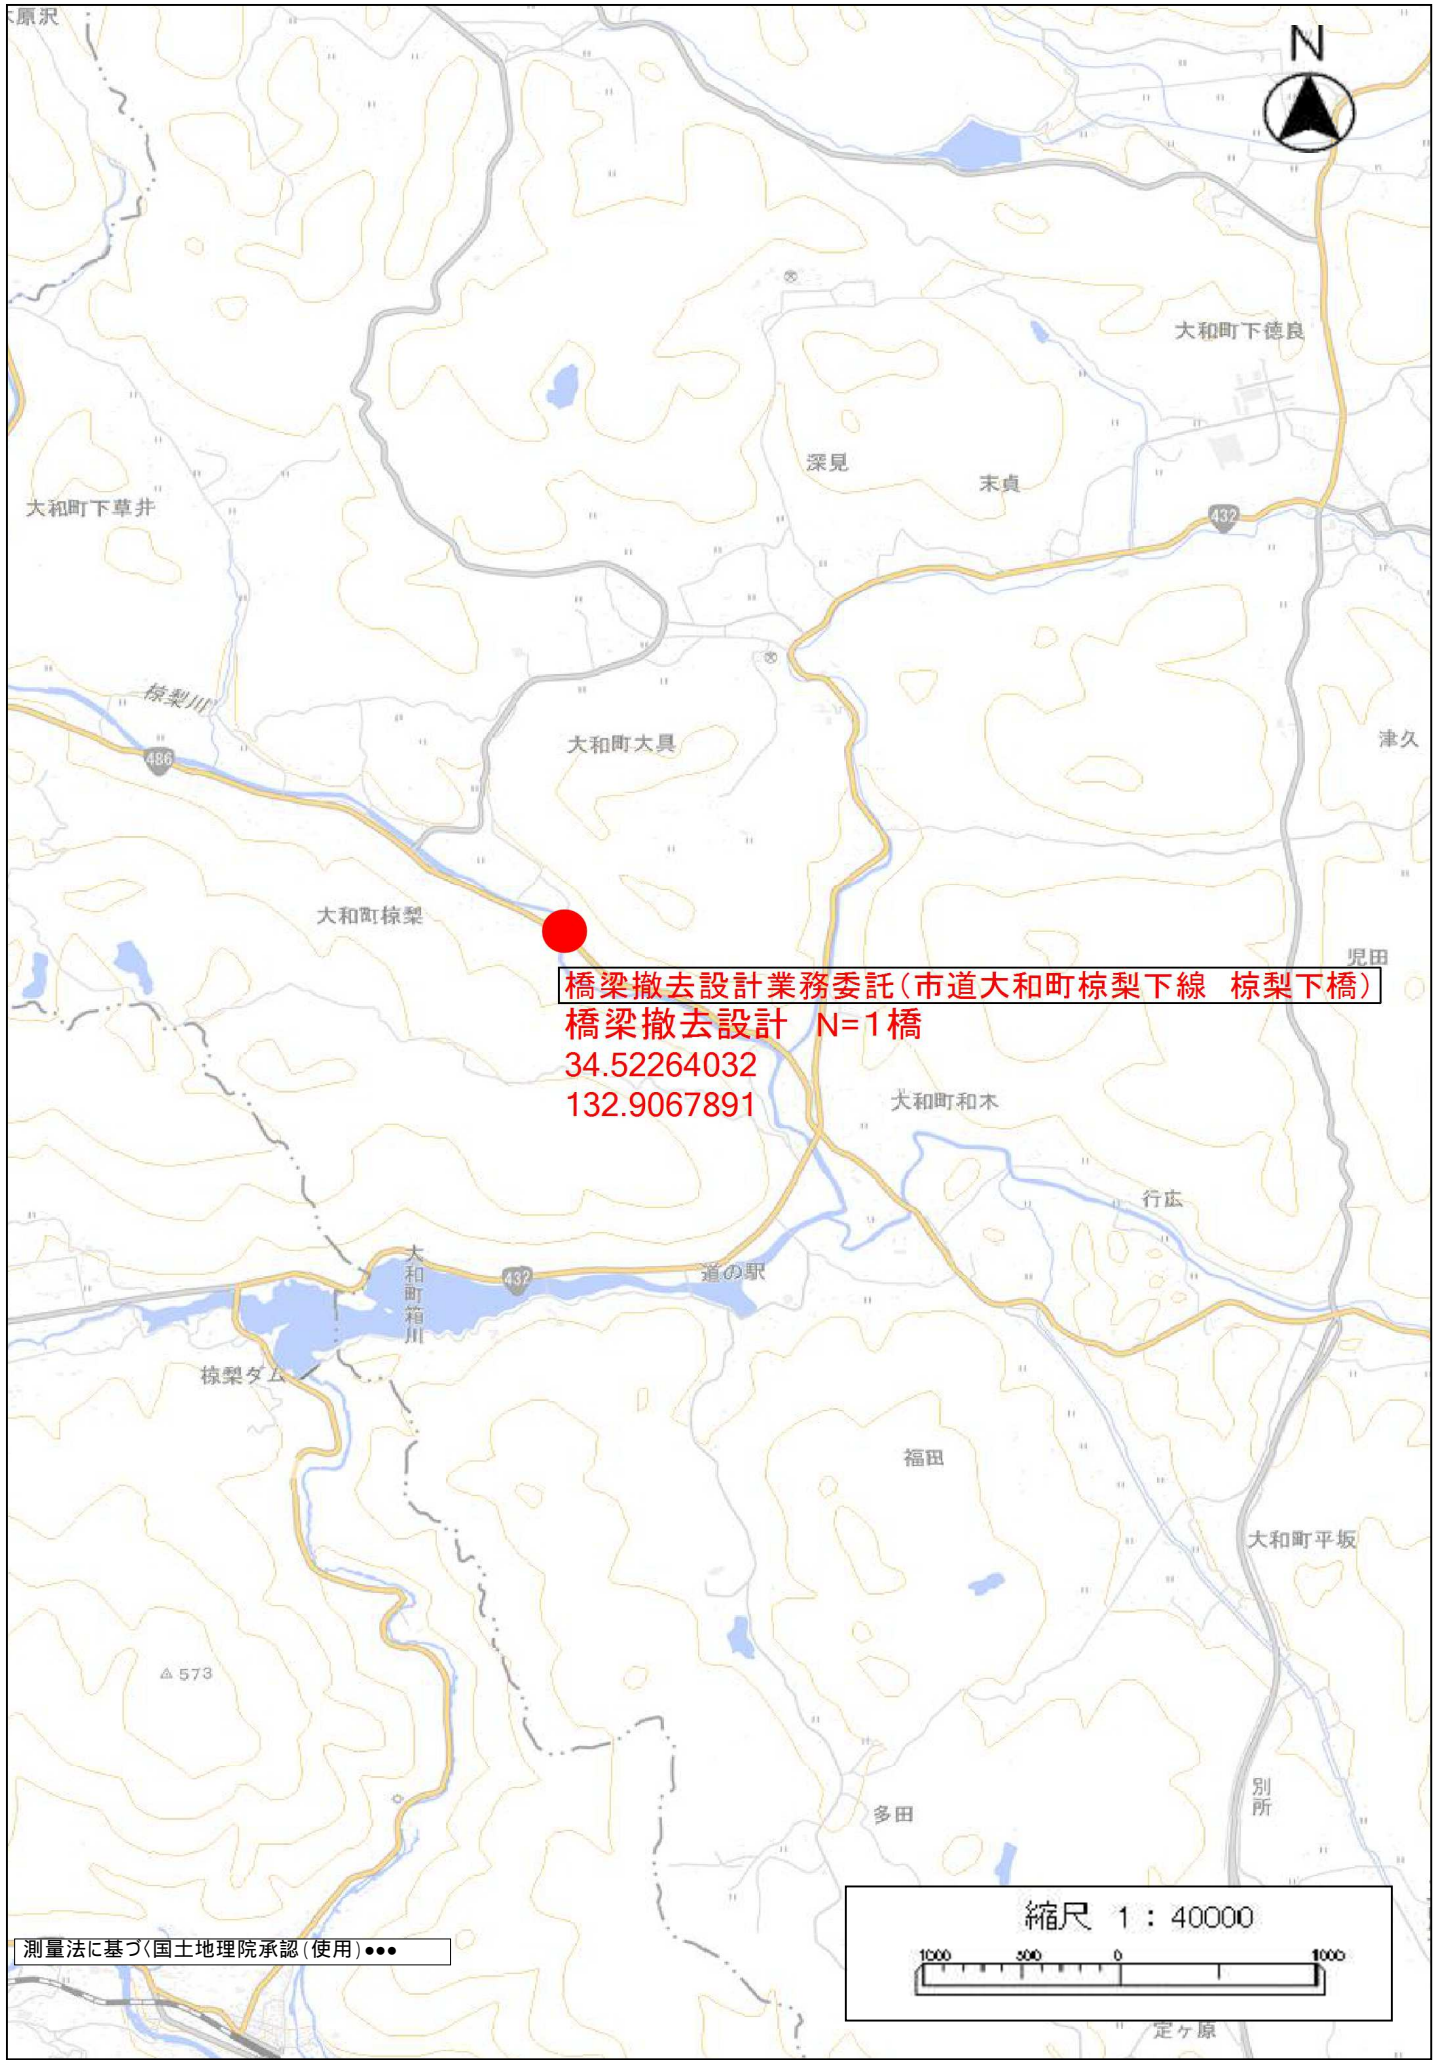 原沢
N
大和町下徳良
深見
末貞
大和町下草井
432
椋梨川
486
大和町大具
津久
大和町椋梨
児田
橋梁撤去設計業務委託(市道大和町椋梨下線　椋梨下橋)
橋梁撤去設計　N=1橋
34.52264032
132.9067891
大和町和木
行広
大和町箱川
432
道の駅
椋梨ダム
福田
大和町平坂
573
別所
多田
縮尺 1：40000
1000 500 0 1000
測量法に基づく国土地理院承認(使用)●●●
定ヶ原